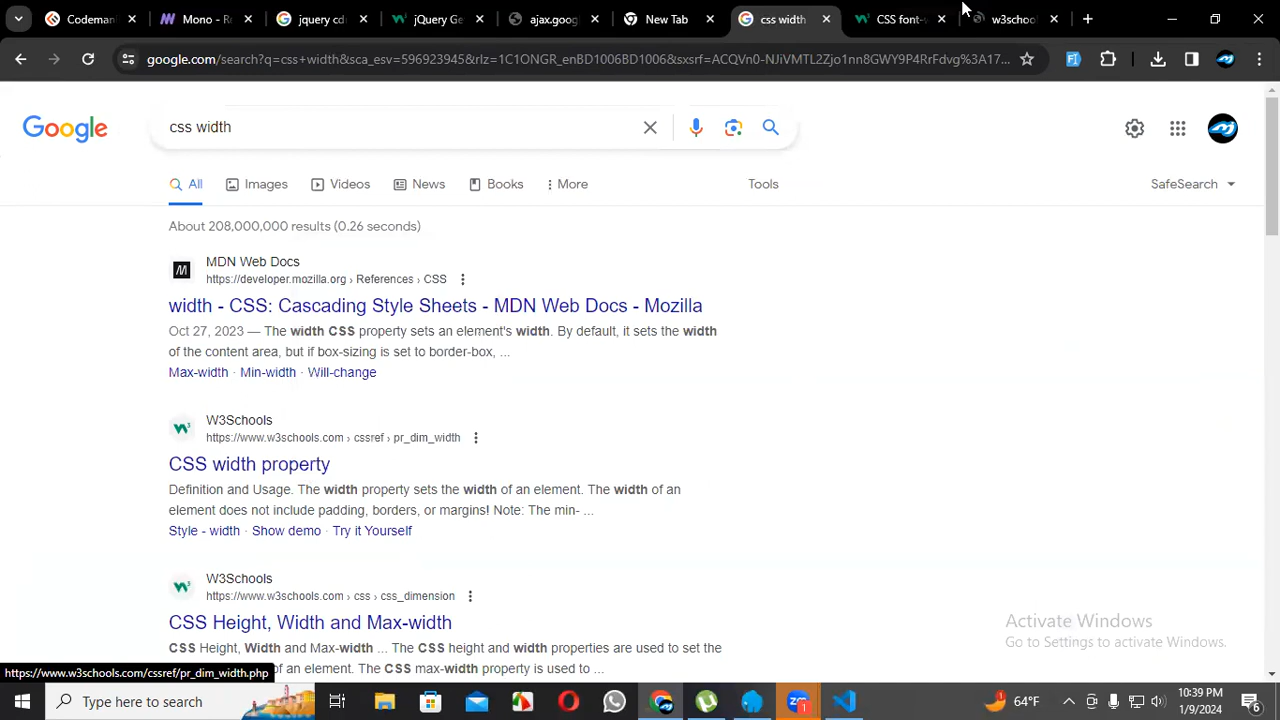 Codeman
Mono - R
jquery cd
jQuery Ge
ajax.goog
New Tab
css width
CSS font-
w3school
google.com/search?q=css+width&sca_esv=596923945&rlz=1C1ONGR_enBD1006BD1006&sxsrf=ACQVn0-NJiVMTL2Zjo1nn8GWY9P4RrFdvg%3A17...
Google
css width
All
Images
Videos
News
Books
More
Tools
SafeSearch
About 208,000,000 results (0.26 seconds)
MDN Web Docs
https://developer.mozilla.org › References › CSS
width - CSS: Cascading Style Sheets - MDN Web Docs - Mozilla
Oct 27, 2023 — The width CSS property sets an element's width. By default, it sets the width
of the content area, but if box-sizing is set to border-box, ...
Max-width · Min-width · Will-change
W3Schools
https://www.w3schools.com › cssref › pr_dim_width
CSS width property
Definition and Usage. The width property sets the width of an element. The width of an
element does not include padding, borders, or margins! Note: The min- ...
Style - width · Show demo · Try it Yourself
W3Schools
https://www.w3schools.com › css › css_dimension
CSS Height, Width and Max-width
CSS Height, Width and Max-width ... The CSS height and width properties are used to set the
of an element. The CSS max-width property is used to ...
https://www.w3schools.com/cssref/pr_dim_width.php
Activate Windows
Go to Settings to activate Windows.
Type here to search
1
1
64°F
10:39 PM
1/9/2024
6